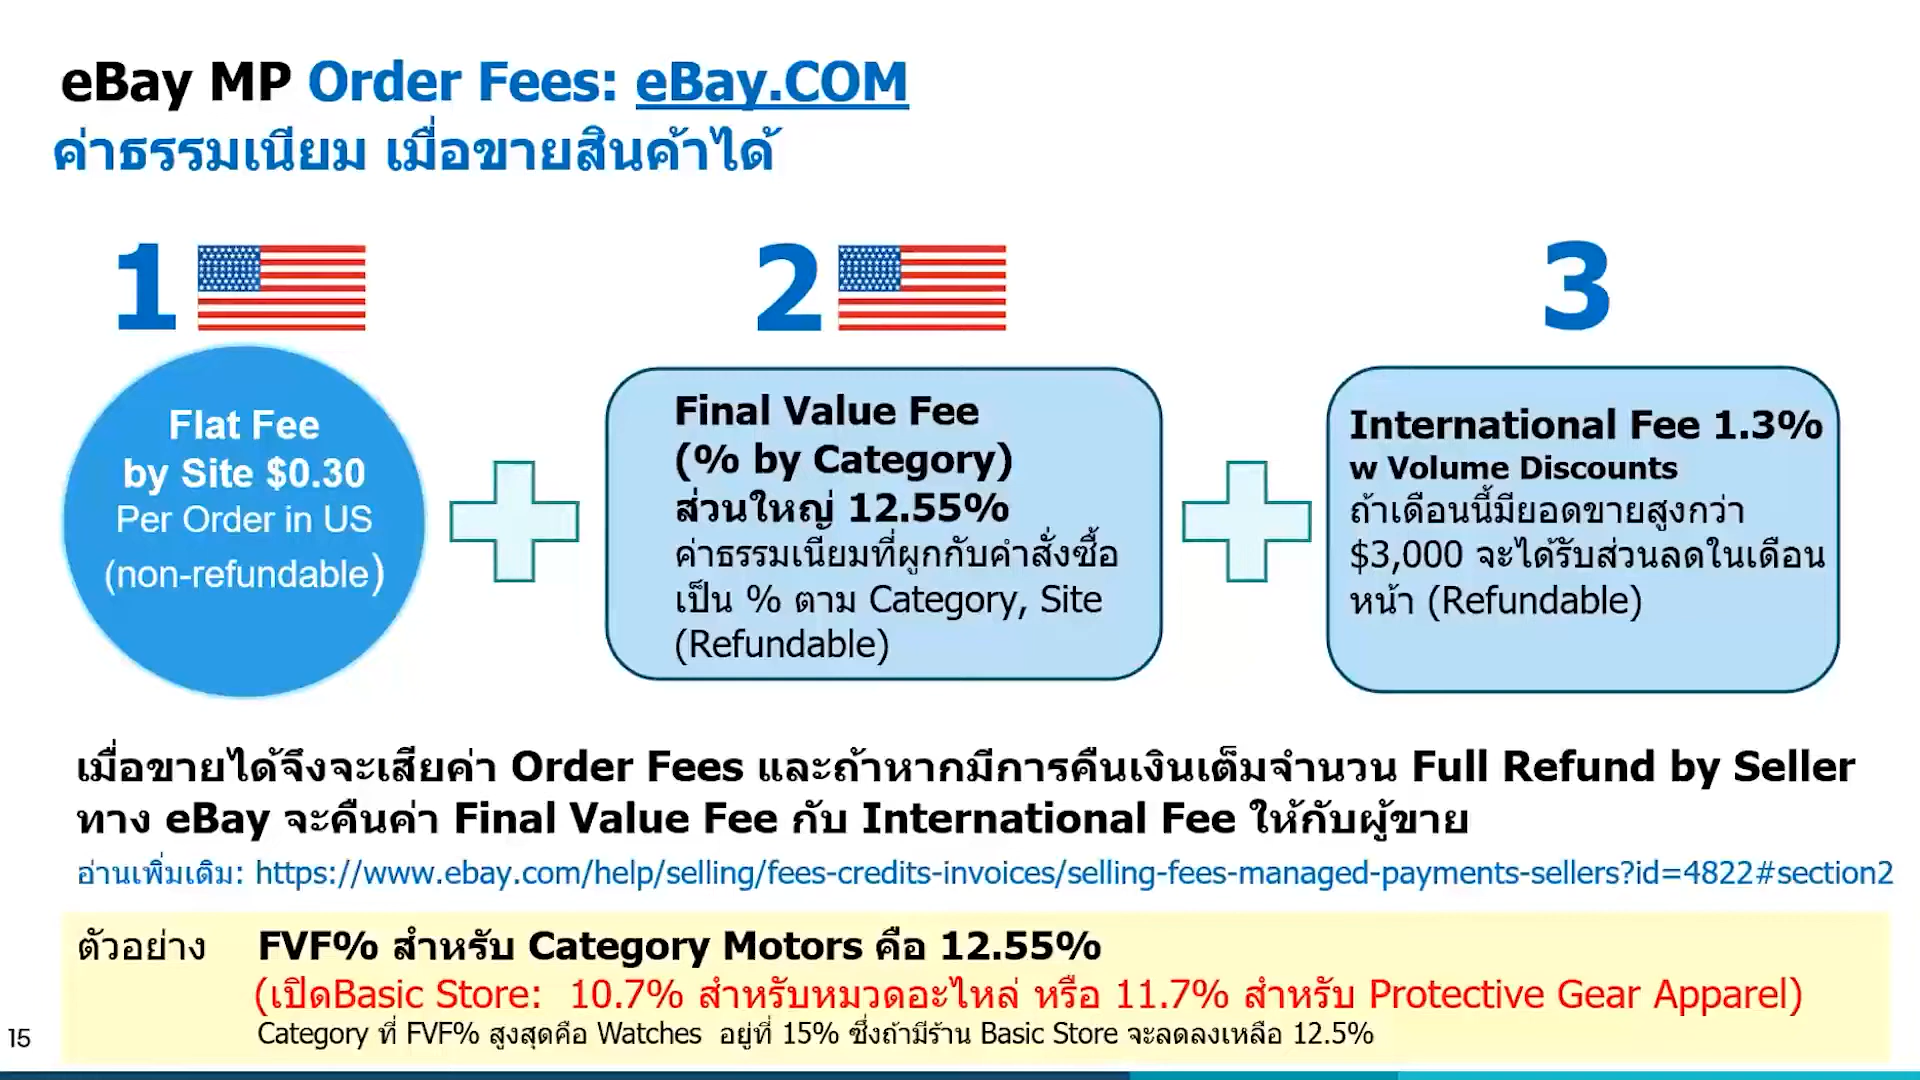 eBay MP Order Fees: eBay.COM
ค่าธรรมเนียม เมื่อขายสินค้าได้
1
2
3
Flat Fee
by Site $0.30
Per Order in US
(non-refundable)
Final Value Fee
(% by Category)
ส่วนใหญ่ 12.55%
ค่าธรรมเนียมที่ผูกกับคำสั่งซื้อ
เป็น % ตาม Category, Site
(Refundable)
International Fee 1.3%
w Volume Discounts
ถ้าเดือนนี้มียอดขายสูงกว่า
$3,000 จะได้รับส่วนลดในเดือน
หน้า (Refundable)
เมื่อขายได้จึงจะเสียค่า Order Fees และถ้าหากมีการคืนเงินเต็มจำนวน Full Refund by Seller
ทาง eBay จะคืนค่า Final Value Fee กับ International Fee ให้กับผู้ขาย
อ่านเพิ่มเติม: https://www.ebay.com/help/selling/fees-credits-invoices/selling-fees-managed-payments-sellers?id=4822#section2
ตัวอย่าง FVF% สำหรับ Category Motors คือ 12.55%
(เปิดBasic Store: 10.7% สำหรับหมวดอะไหล่ หรือ 11.7% สำหรับ Protective Gear Apparel)
Category ที่ FVF% สูงสุดคือ Watches อยู่ที่ 15% ซึ่งถ้ามีร้าน Basic Store จะลดลงเหลือ 12.5%
15